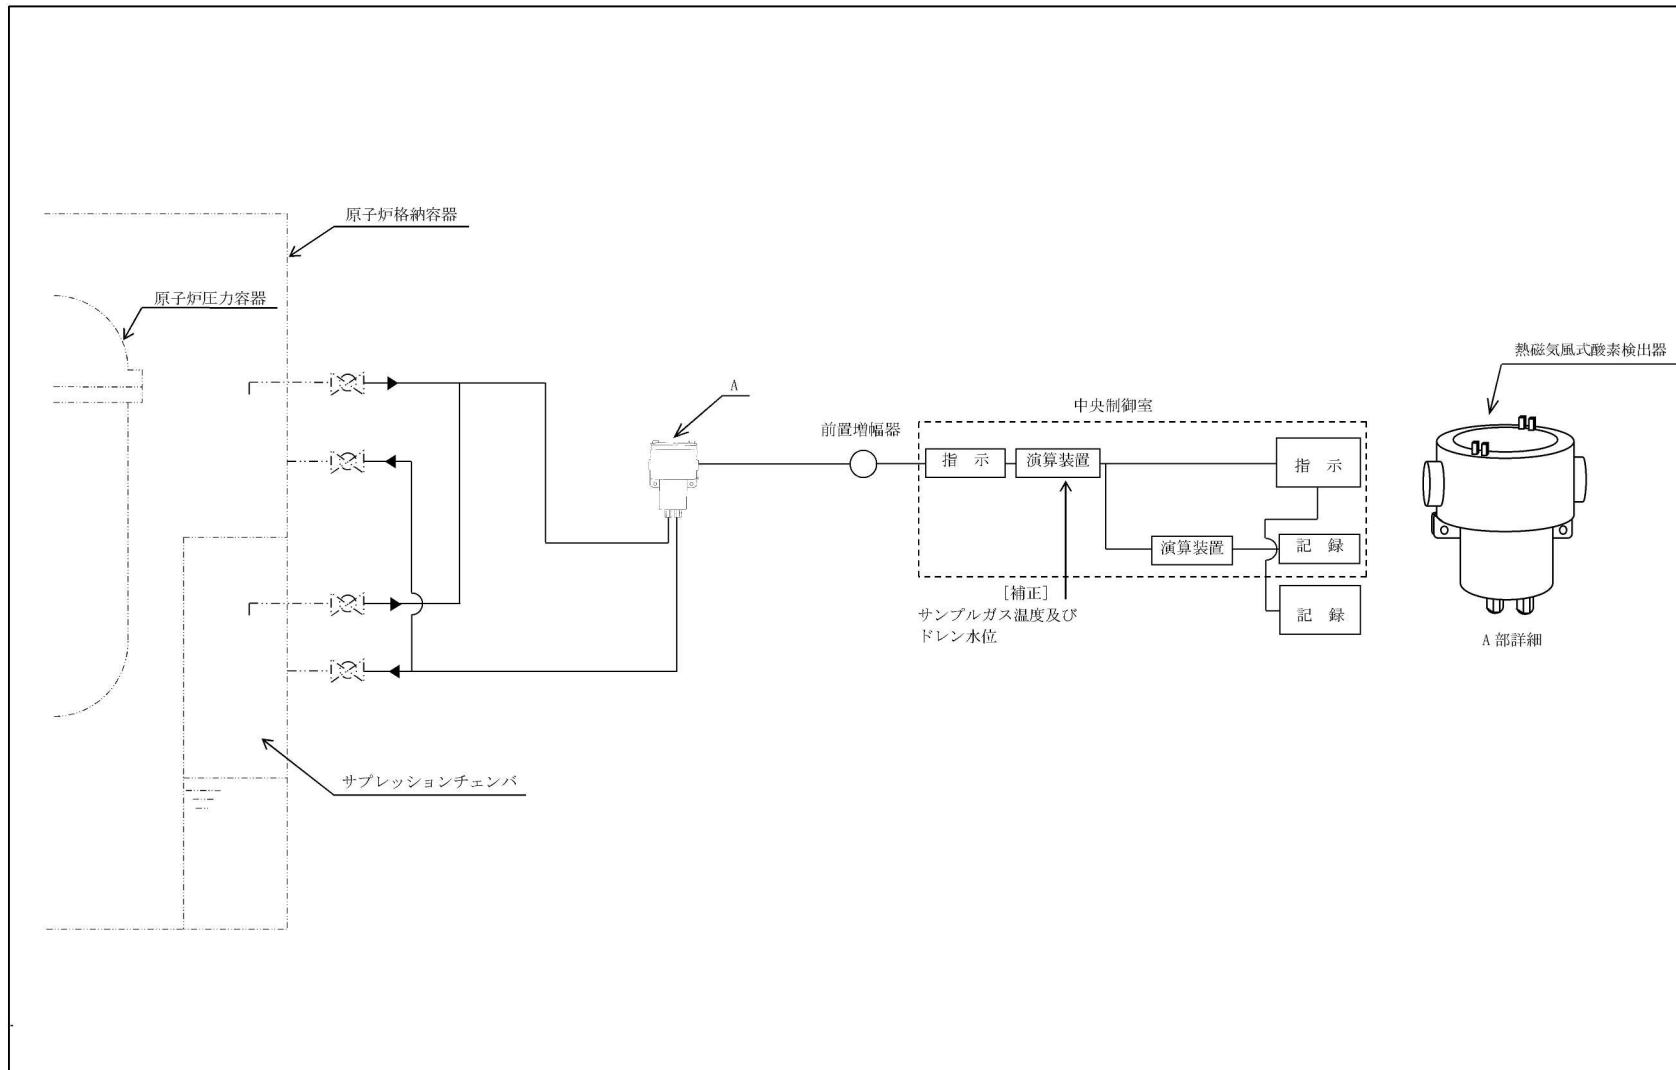 原子炉格納容器
原子炉圧力容器
サプレッションチェンバ
A
前置増幅器
中央制御室
指 示
演算装置
指 示
演算装置
記 録
[補正]
サンプルガス温度及び
ドレン水位
記 録
熱磁気風式酸素検出器
A 部詳細